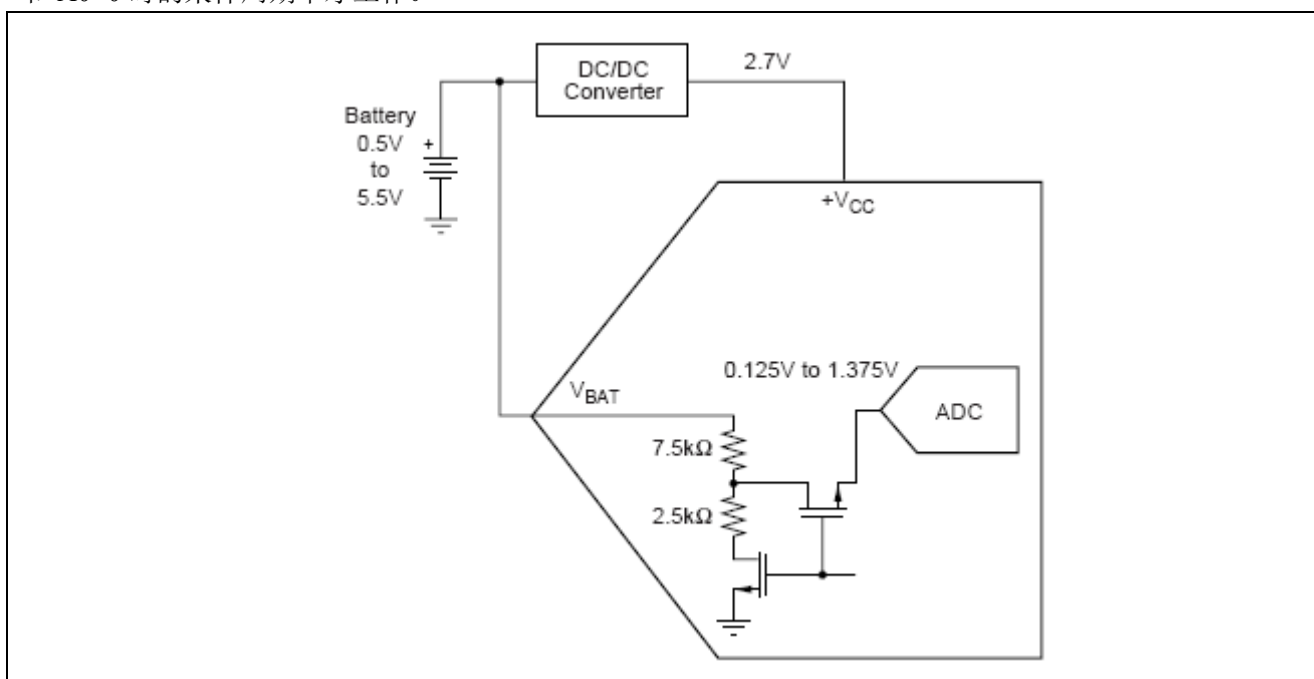 DC/DC
Converter
2.7V
Battery
0.5V
to
5.5V
+
+VCC
0.125V to 1.375V
VBAT
ADC
7.5kΩ
2.5kΩ